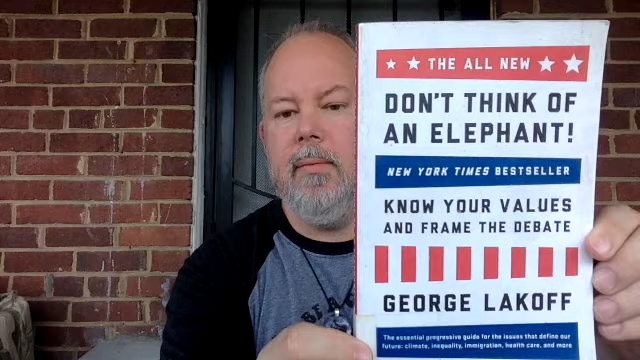 THE ALL NEW
DON'T THINK OF
AN ELEPHANT!
NEW YORK TIMES BESTSELLER
KNOW YOUR VALUES
AND FRAME THE DEBATE
GEORGE LAKOFF
The essential progressive guide for the issues that define our
future: climate, inequality, immigration, health care, and more